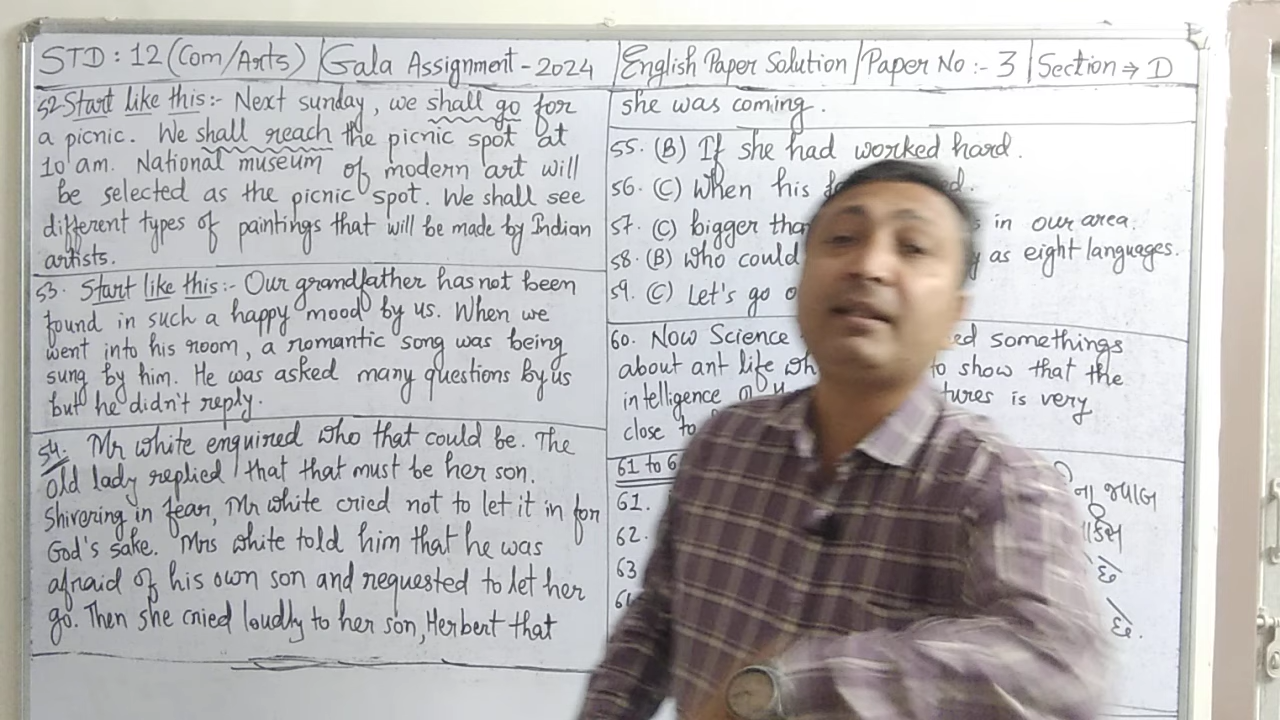 STD : 12 (Com/Arts) | Gala Assignment - 2024 | English Paper Solution | Paper No :- 3 | Section → D
52 Start like this :- Next sunday, we shall go for
a picnic. We shall reach the picnic spot at
10 am. National museum of modern art will
be selected as the picnic spot. We shall see
different types of paintings that will be made by Indian
artists.
53. Start like this :- Our grandfather has not been
found in such a happy mood by us. When we
went into his room, a romantic song was being
sung by him. He was asked many questions by us
but he didn't reply.
54. Mr white enquired who that could be. The
old lady replied that that must be her son.
Shivering in fear, Mr white cried not to let it in for
God's sake. Mrs white told him that he was
afraid of his own son and requested to let her
go. Then she cried loudly to her son, Herbert that
she was coming.
55. (B) If she had worked hard.
56. (C) When his
57. (C) bigger in our area.
58. (B) who could as eight languages.
59. (C) Let's go
60. Now Science somethings
about ant life to show that the
intelligence is very
close to
61 to
61. ના જવાબ
62.
63 છે
છે.